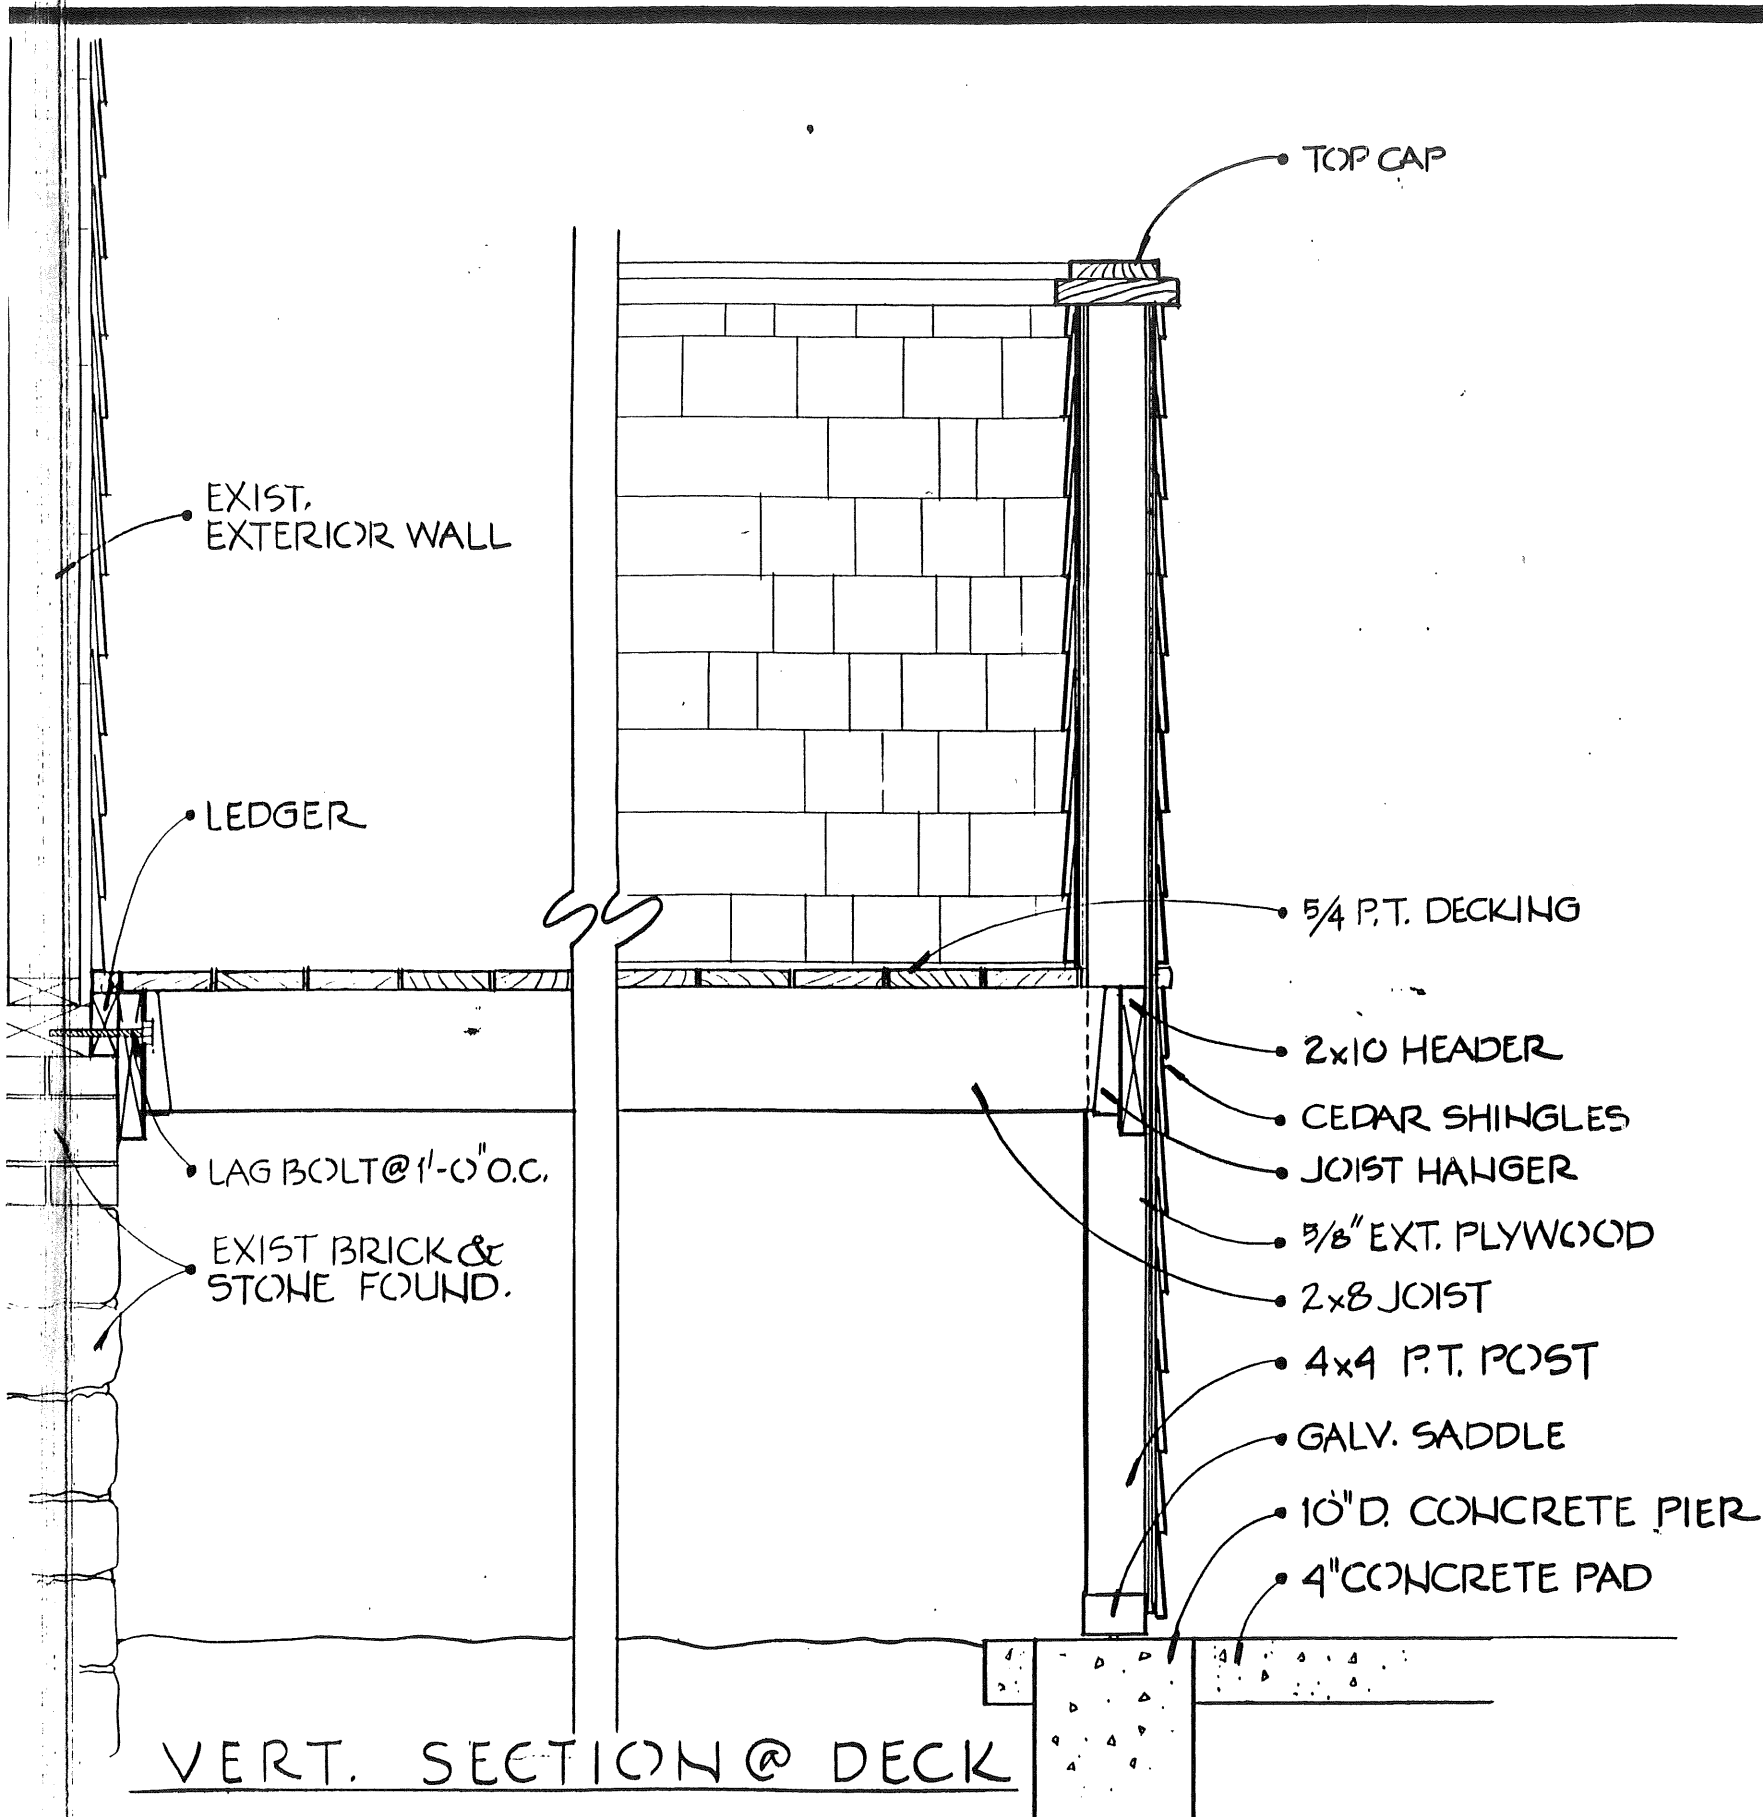 TOP CAP
EXIST.
EXTERIOR WALL
LEDGER
5/4 P.T. DECKING
2x10 HEADER
CEDAR SHINGLES
LAG BOLT @ 1'-0" O.C.
JOIST HANGER
5/8" EXT. PLYWOOD
EXIST BRICK &
STONE FOUND.
2x8 JOIST
4x4 P.T. POST
GALV. SADDLE
10" D. CONCRETE PIER
4" CONCRETE PAD
VERT. SECTION @ DECK